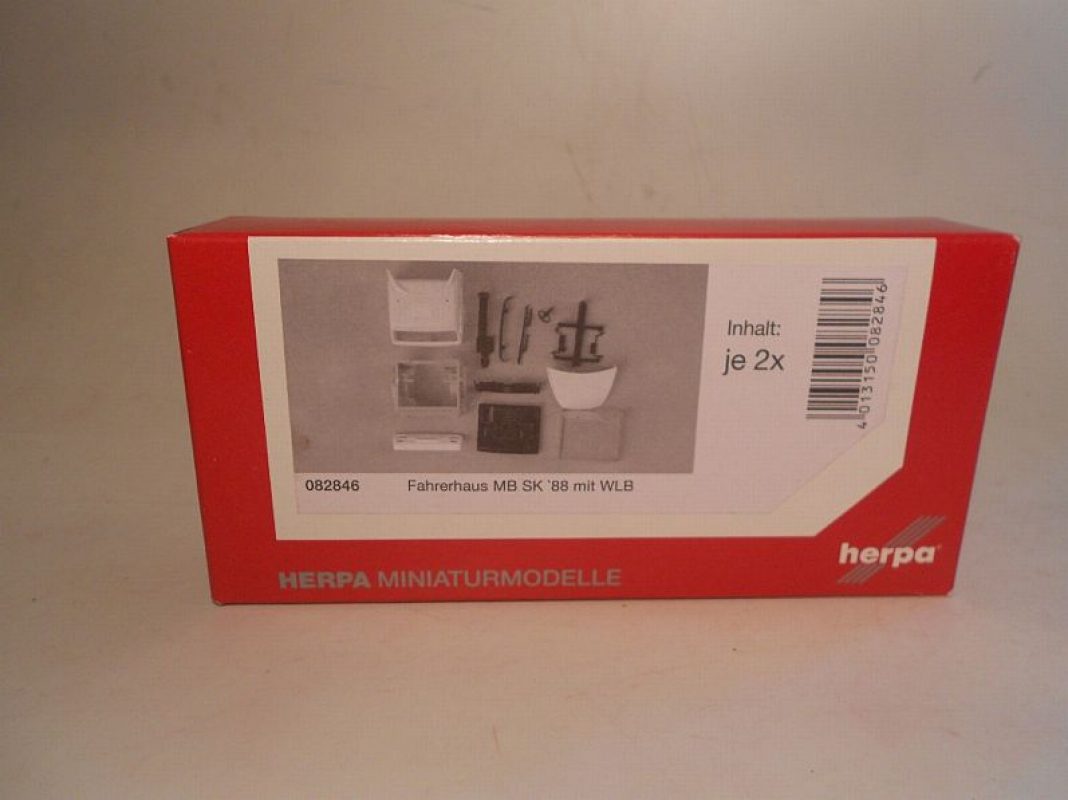 Inhalt:
je 2x
4 013150 082846
082846 Fahrerhaus MB SK `88 mit WLB
herpa
HERPA MINIATURMODELLE